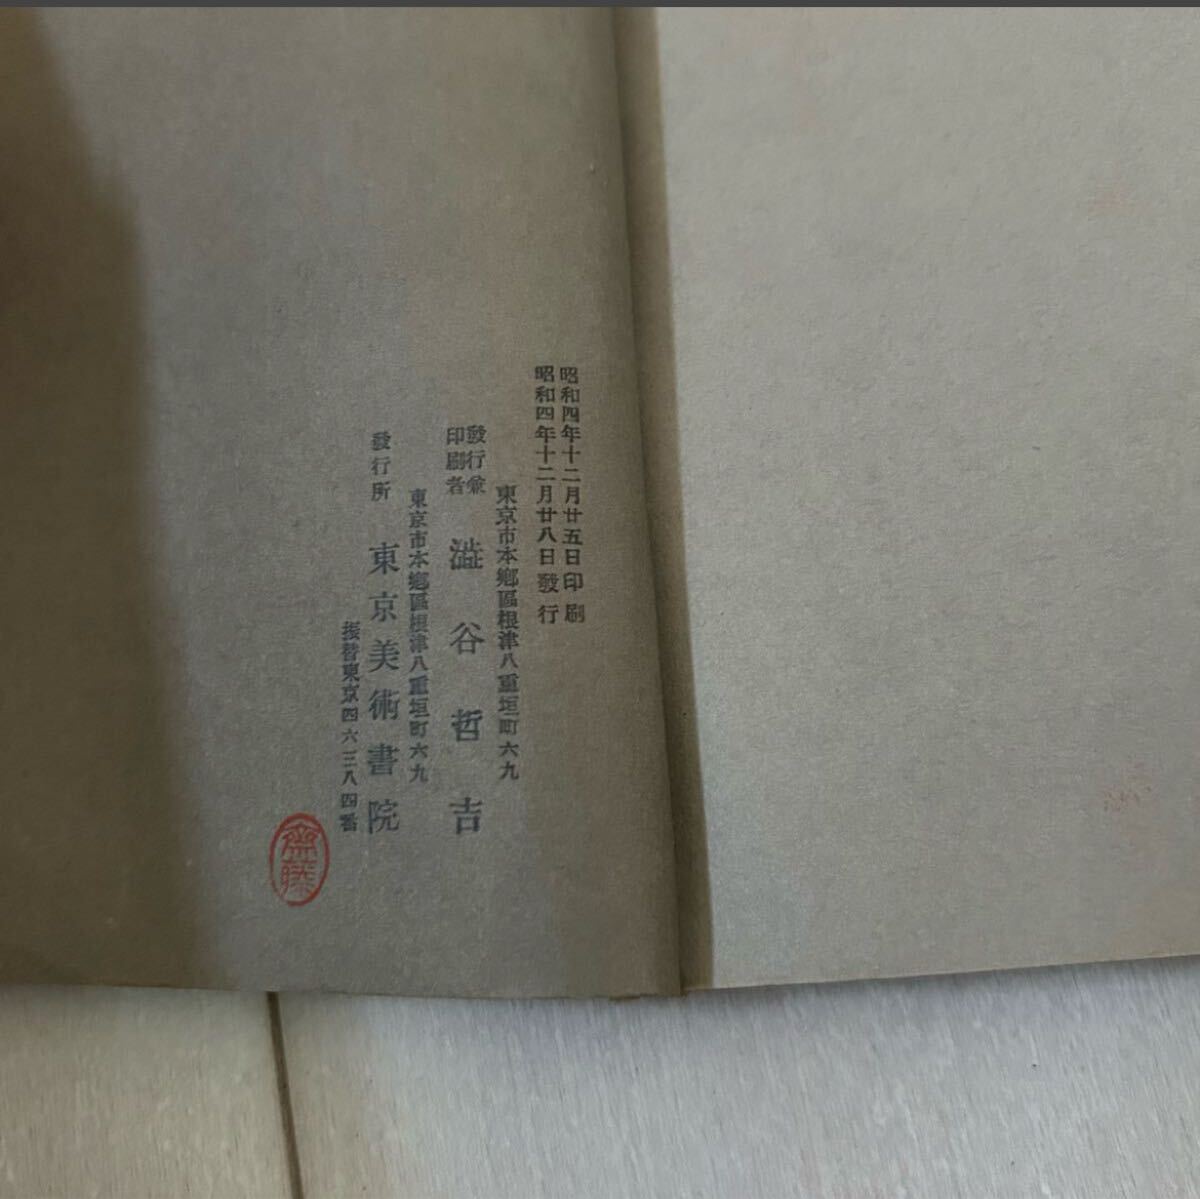 昭和四年十二月廿五日印刷
昭和四年十二月廿八日發行
東京市本鄕區根津八重垣町六九
發行兼
印刷者
澁谷哲吉
東京市本鄕區根津八重垣町六九
發行所 東京美術書院
振替東京四六三八四番
齋藤